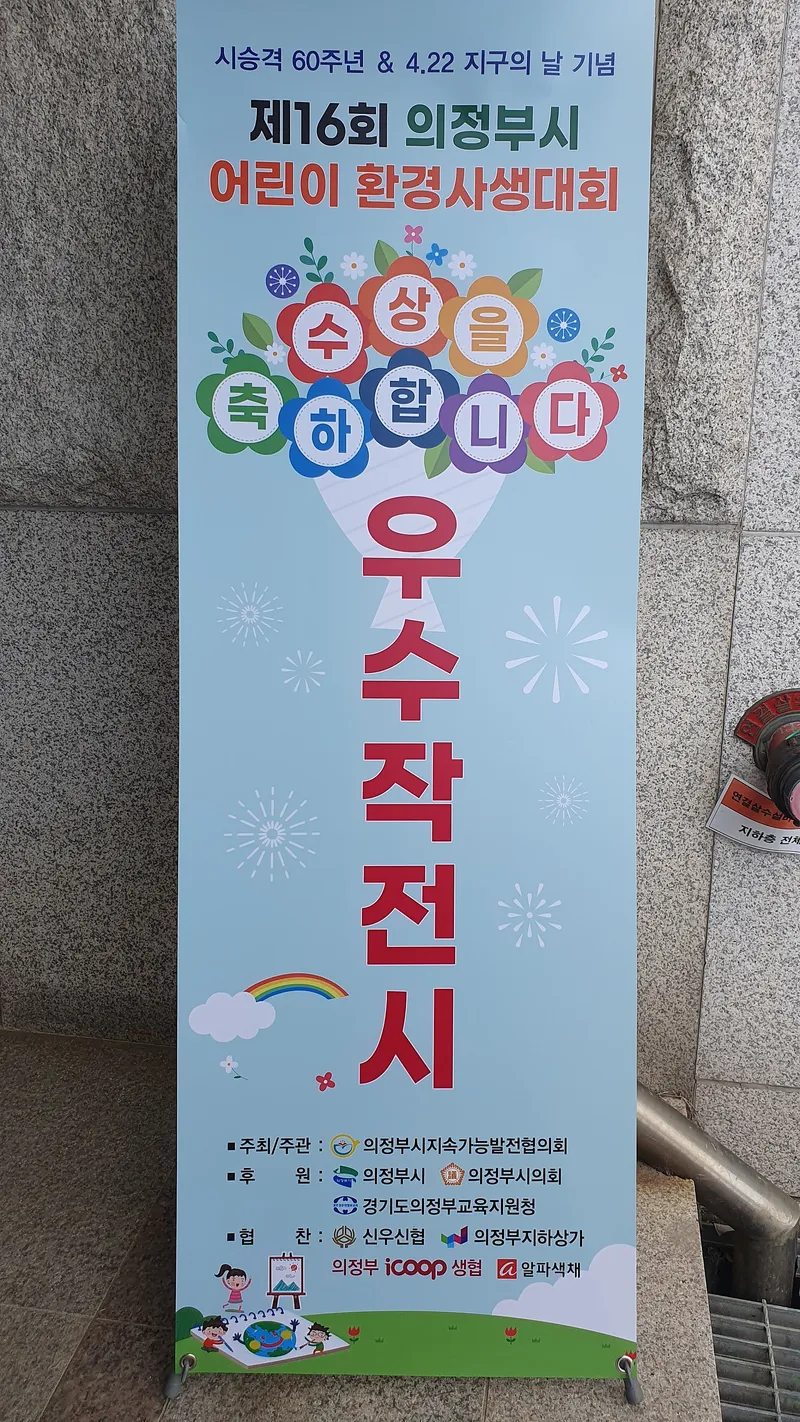 시승격 60주년 & 4.22 지구의 날 기념
제16회 의정부시
어린이 환경사생대회
수상을
축하합니다
우수작전시
■주최/주관 : 의정부시지속가능발전협의회
■후 원 : 의정부시 의정부시의회
경기도의정부교육지원청
■협 찬 : 신우신협 의정부지하상가
의정부 icoop 생협 a 알파색채
연결살수
지하층 전체